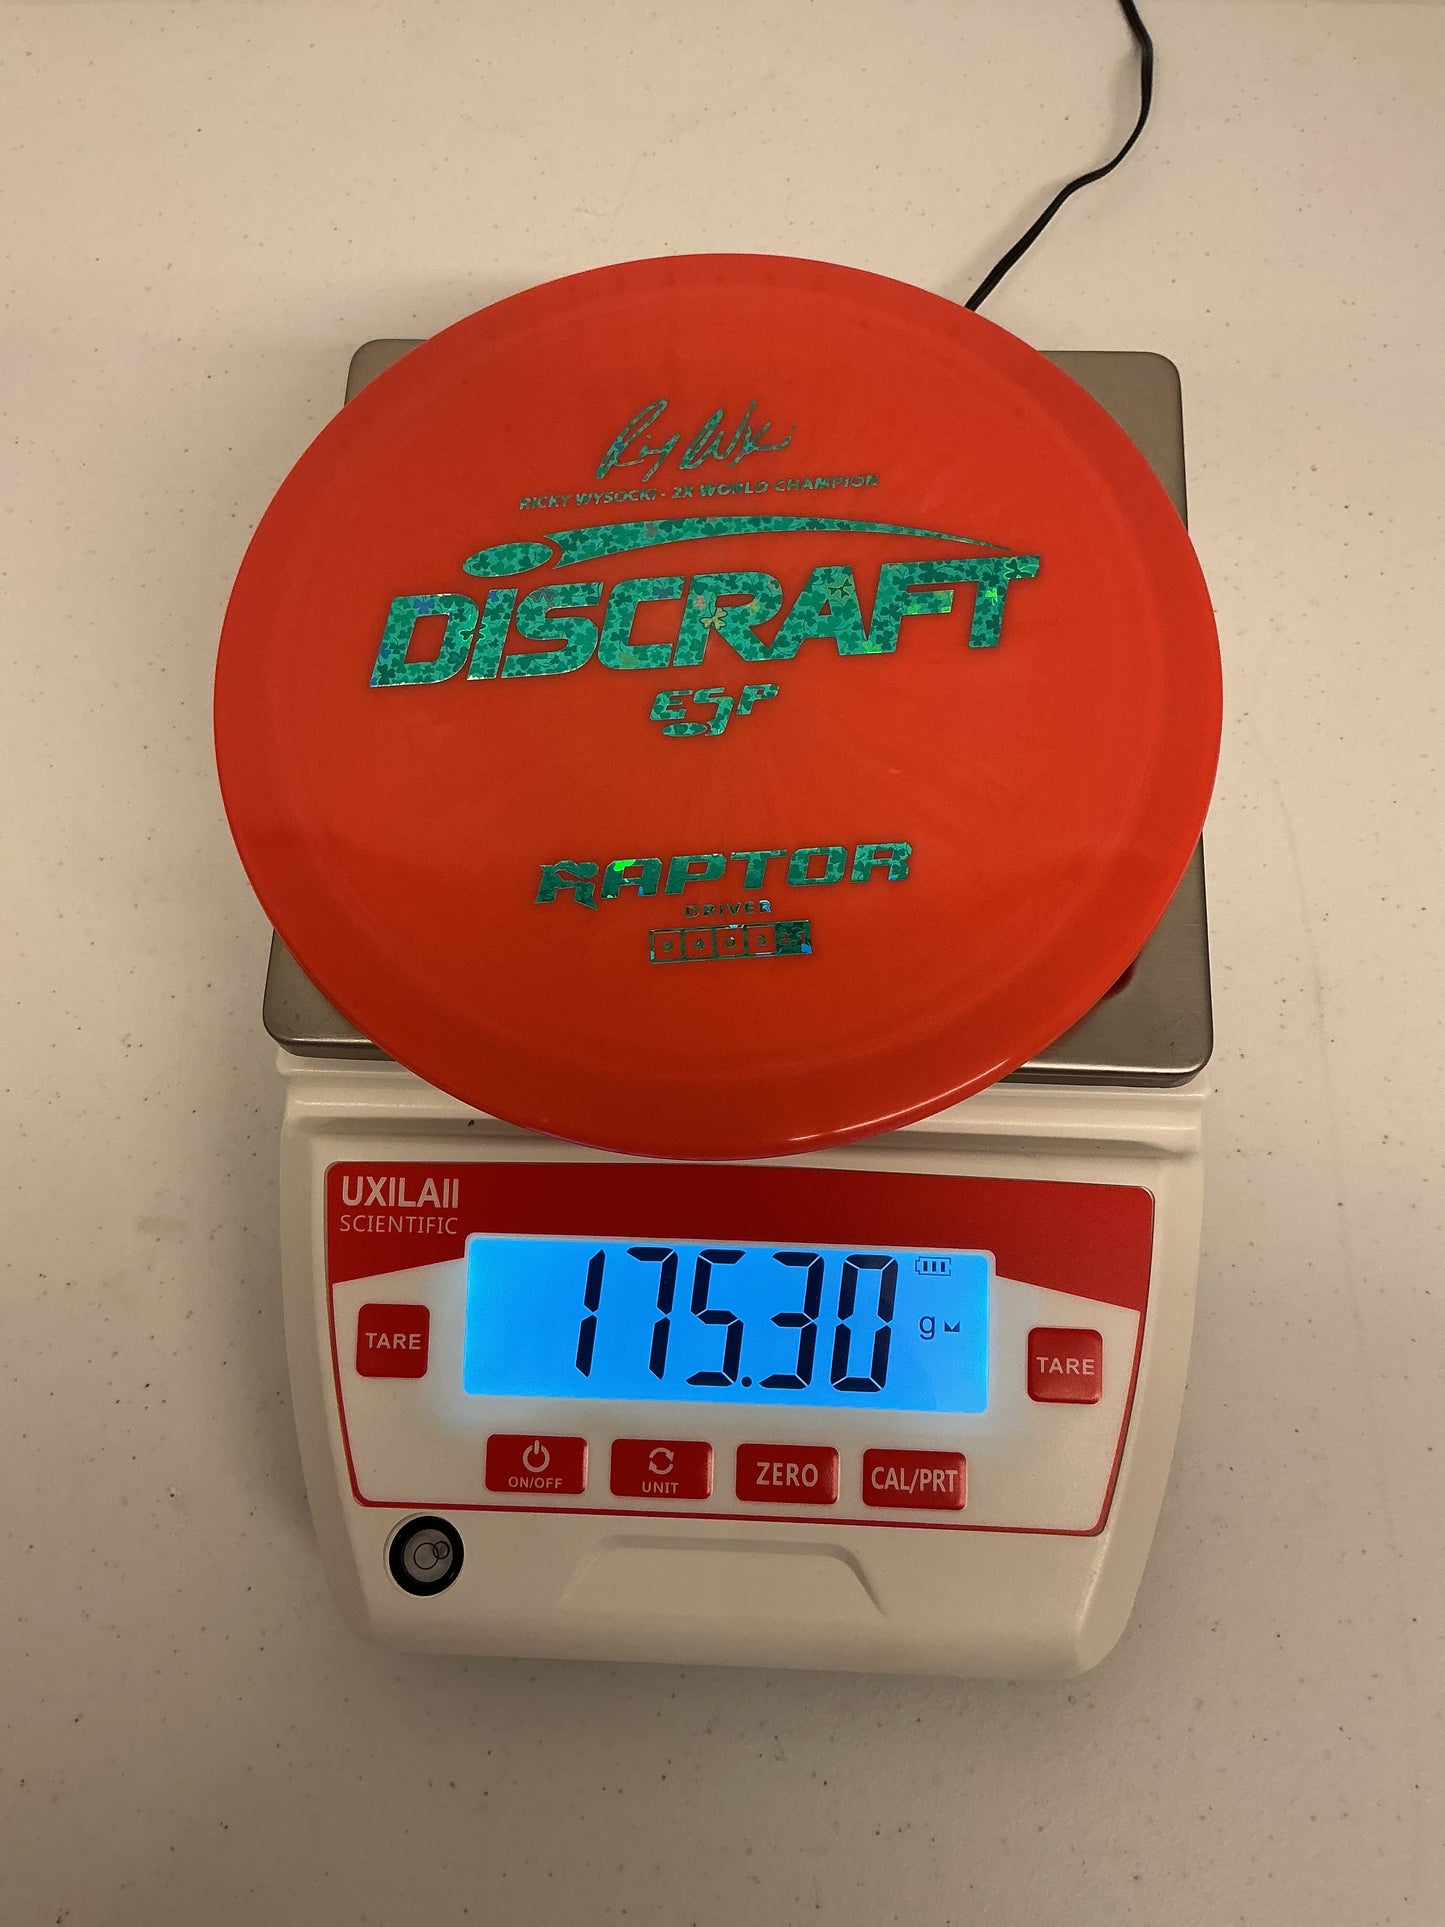 RICKY WYSOCKI - 2X WORLD CHAMPION
DISCRAFT
ESP
RAPTOR
DRIVER
UXILAII
SCIENTIFIC
175.30 g
TARE
TARE
ON/OFF
UNIT
ZERO
CAL/PRT